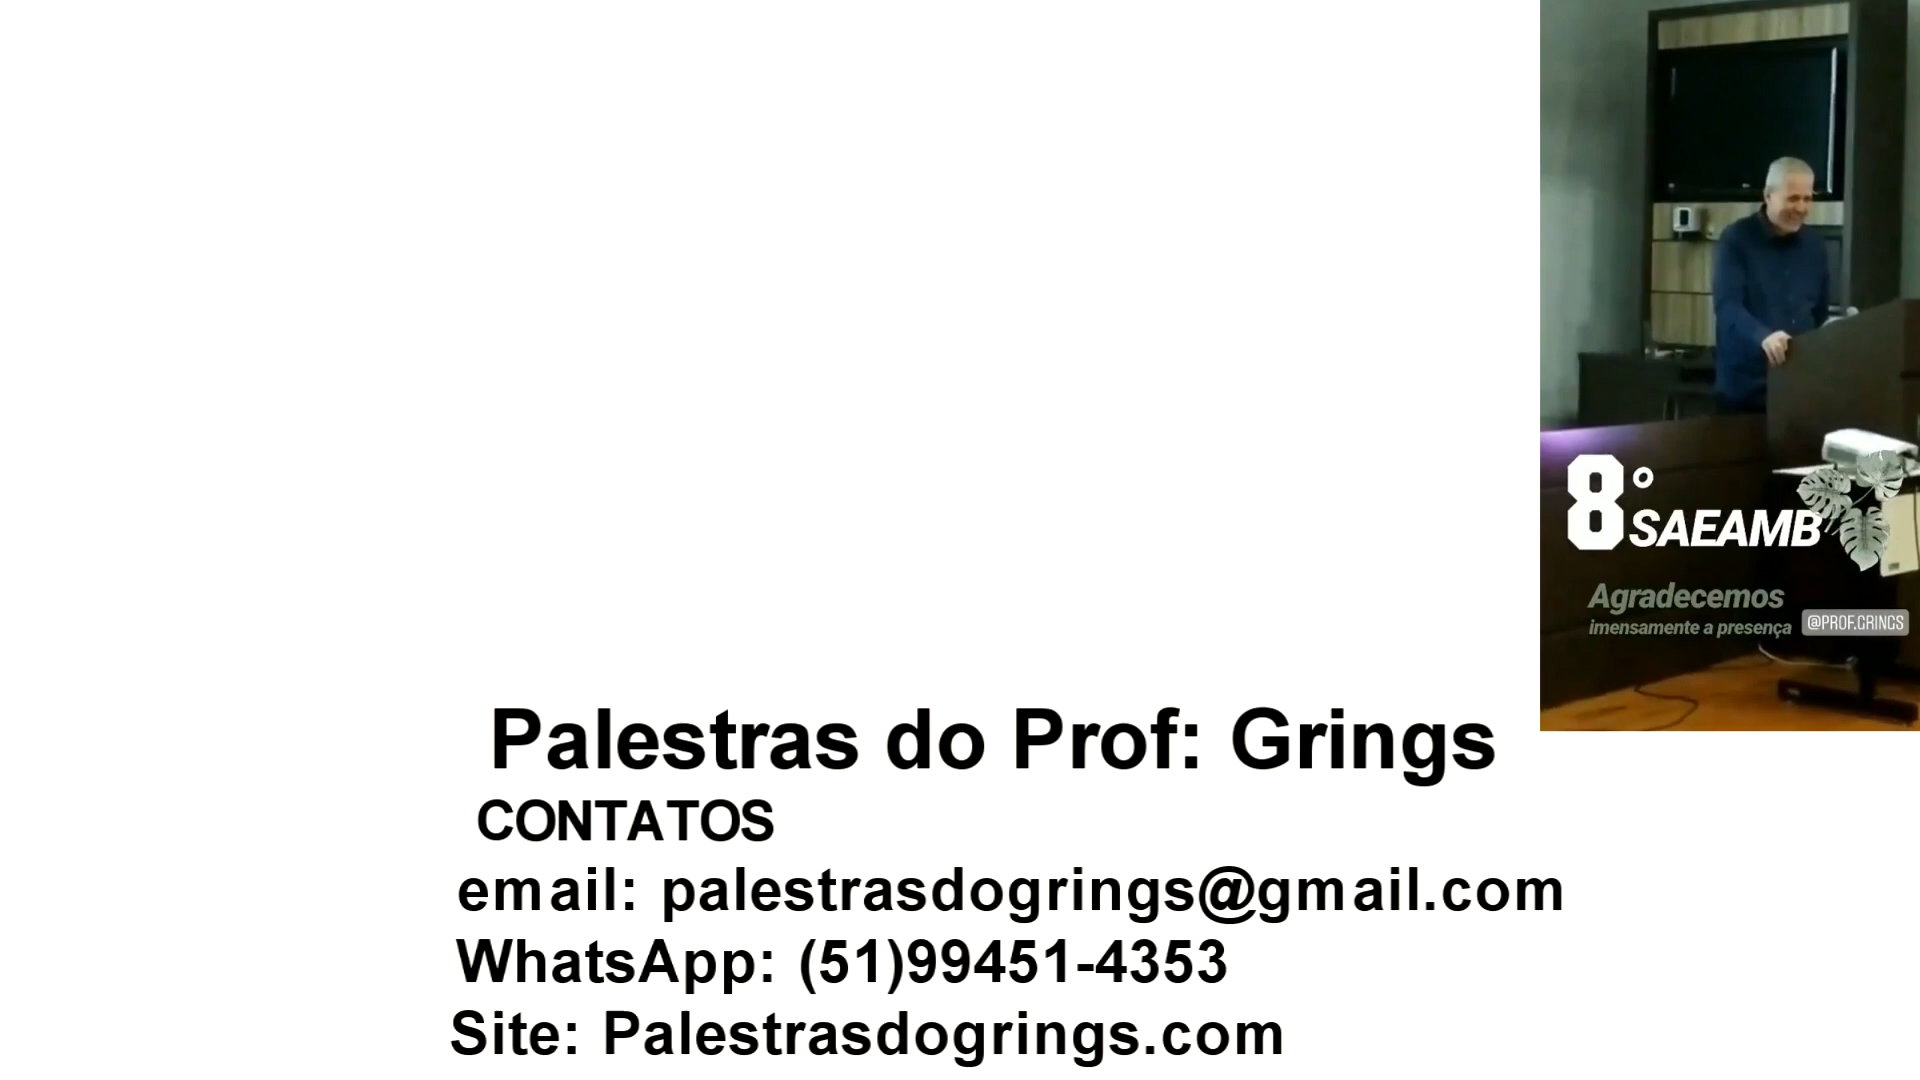 8°
SAEAMB
Agradecemos
imensamente a presença
@PROF.GRINGS
Palestras do Prof: Grings
CONTATOS
email: palestrasdogrings@gmail.com
WhatsApp: (51)99451-4353
Site: Palestrasdogrings.com